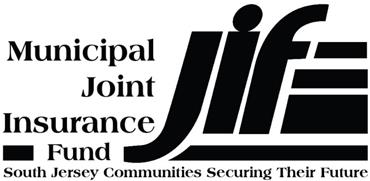 Municipal
Joint
Insurance
Fund
jif
South Jersey Communities Securing Their Future